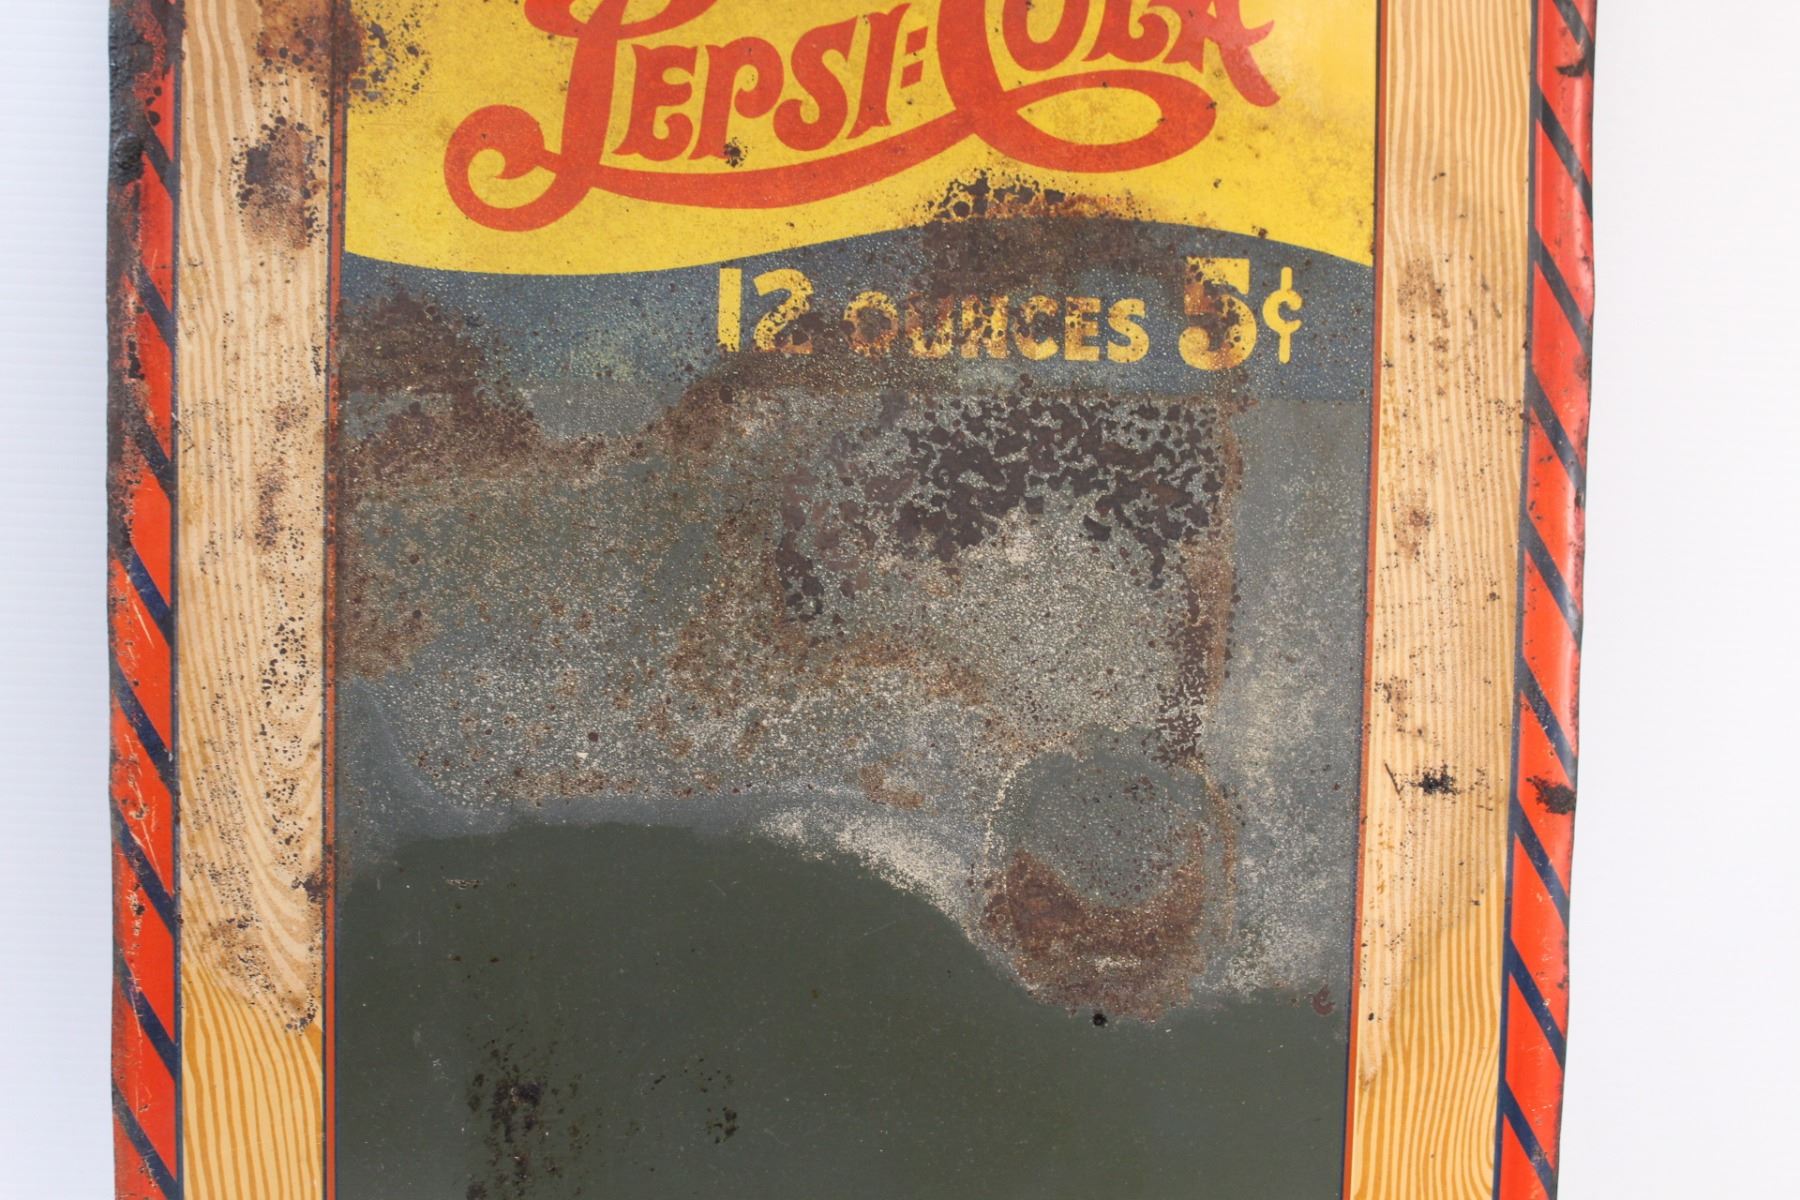 PEPSI=COLA
12 OUNCES 5¢